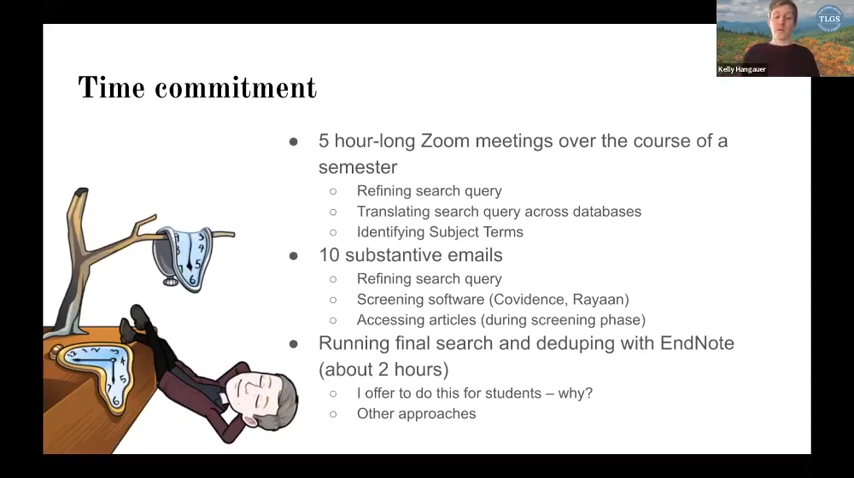 TLGS
Kelly Hangauer
Time commitment
● 5 hour-long Zoom meetings over the course of a
semester
○ Refining search query
○ Translating search query across databases
○ Identifying Subject Terms
● 10 substantive emails
○ Refining search query
○ Screening software (Covidence, Rayaan)
○ Accessing articles (during screening phase)
● Running final search and deduping with EndNote
(about 2 hours)
○ I offer to do this for students – why?
○ Other approaches